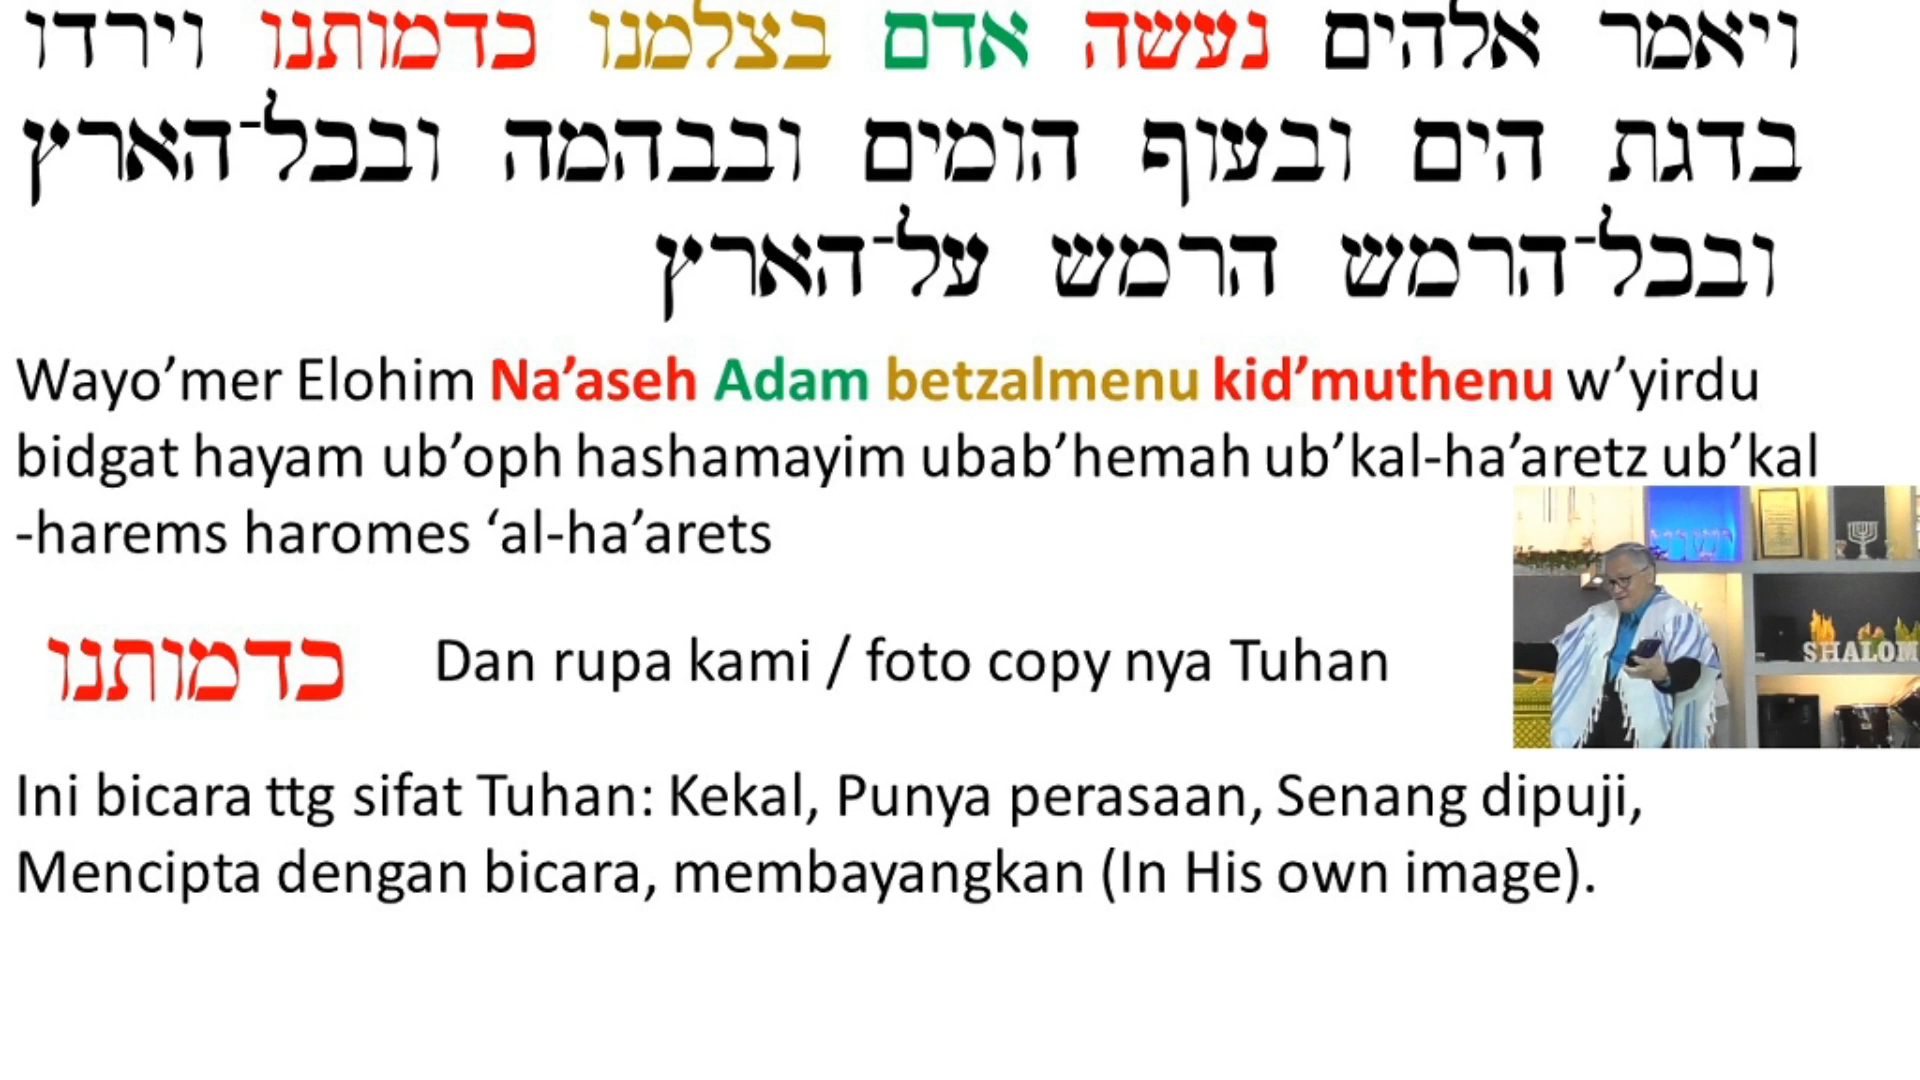 ויאמר אלהים נעשה אדם בצלמנו כדמותנו וירדו
בדגת הים ובעוף הומים ובבהמה ובכל־הארץ
ובכל־הרמש הרמש על־הארץ
Wayo’mer Elohim Na’aseh Adam betzalmenu kid’muthenu w’yirdu
bidgat hayam ub’oph hashamayim ubab’hemah ub’kal-ha’aretz ub’kal
-harems haromes ‘al-ha’arets
כדמותנו Dan rupa kami / foto copy nya Tuhan
SHALOM
Ini bicara ttg sifat Tuhan: Kekal, Punya perasaan, Senang dipuji,
Mencipta dengan bicara, membayangkan (In His own image).